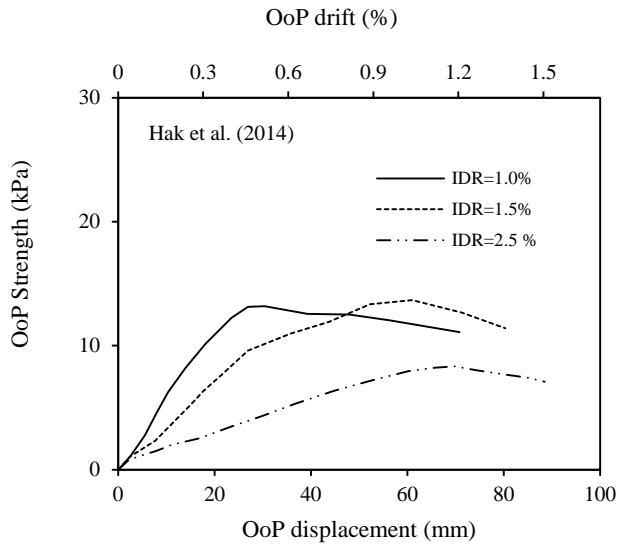 OoP drift (%)
0 0.3 0.6 0.9 1.2 1.5
30
Hak et al. (2014)
IDR=1.0%
IDR=1.5%
IDR=2.5 %
20
OoP Strength (kPa)
10
0
0 20 40 60 80 100
OoP displacement (mm)